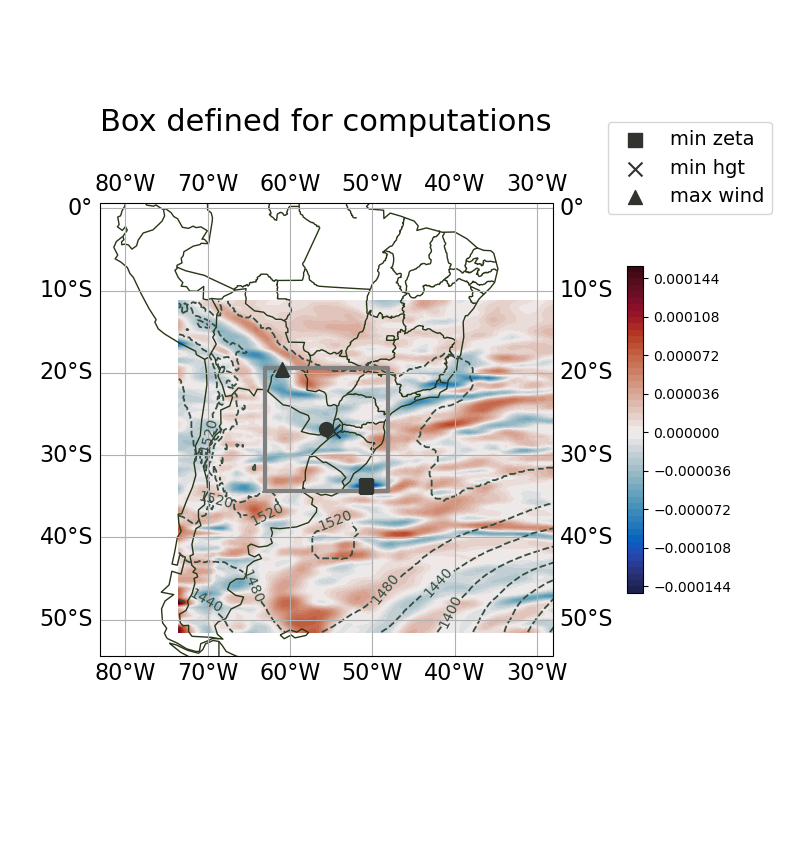 Box defined for computations
min zeta
min hgt
max wind
80°W 70°W 60°W 50°W 40°W 30°W
0° 0°
10°S 10°S
20°S 20°S
30°S 30°S
40°S 40°S
50°S 50°S
80°W 70°W 60°W 50°W 40°W 30°W
1520
1520
1520
1520
1480
1440
1480
1440
1400
0.000144
0.000108
0.000072
0.000036
0.000000
−0.000036
−0.000072
−0.000108
−0.000144